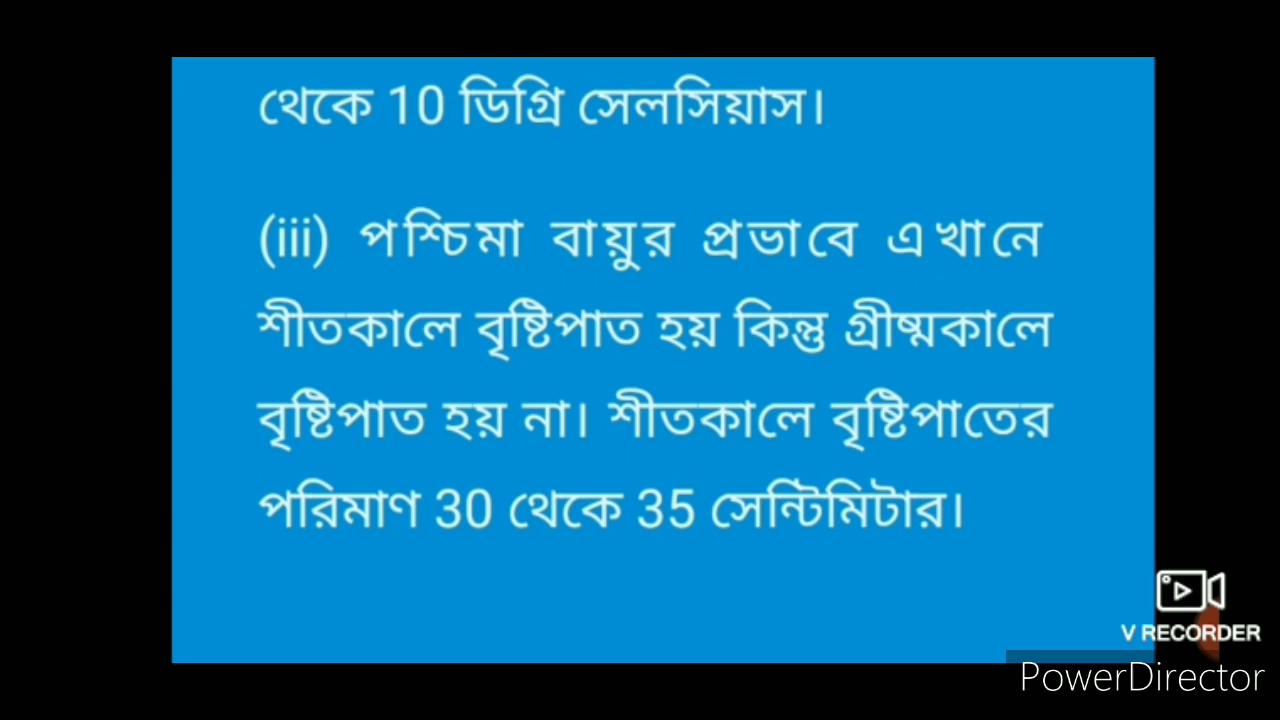 থেকে 10 ডিগ্রি সেলসিয়াস।
(iii) পশ্চিমা বায়ুর প্রভাবে এখানে
শীতকালে বৃষ্টিপাত হয় কিন্তু গ্রীষ্মকালে
বৃষ্টিপাত হয় না। শীতকালে বৃষ্টিপাতের
পরিমাণ 30 থেকে 35 সেন্টিমিটার।
V RECORDER
PowerDirector